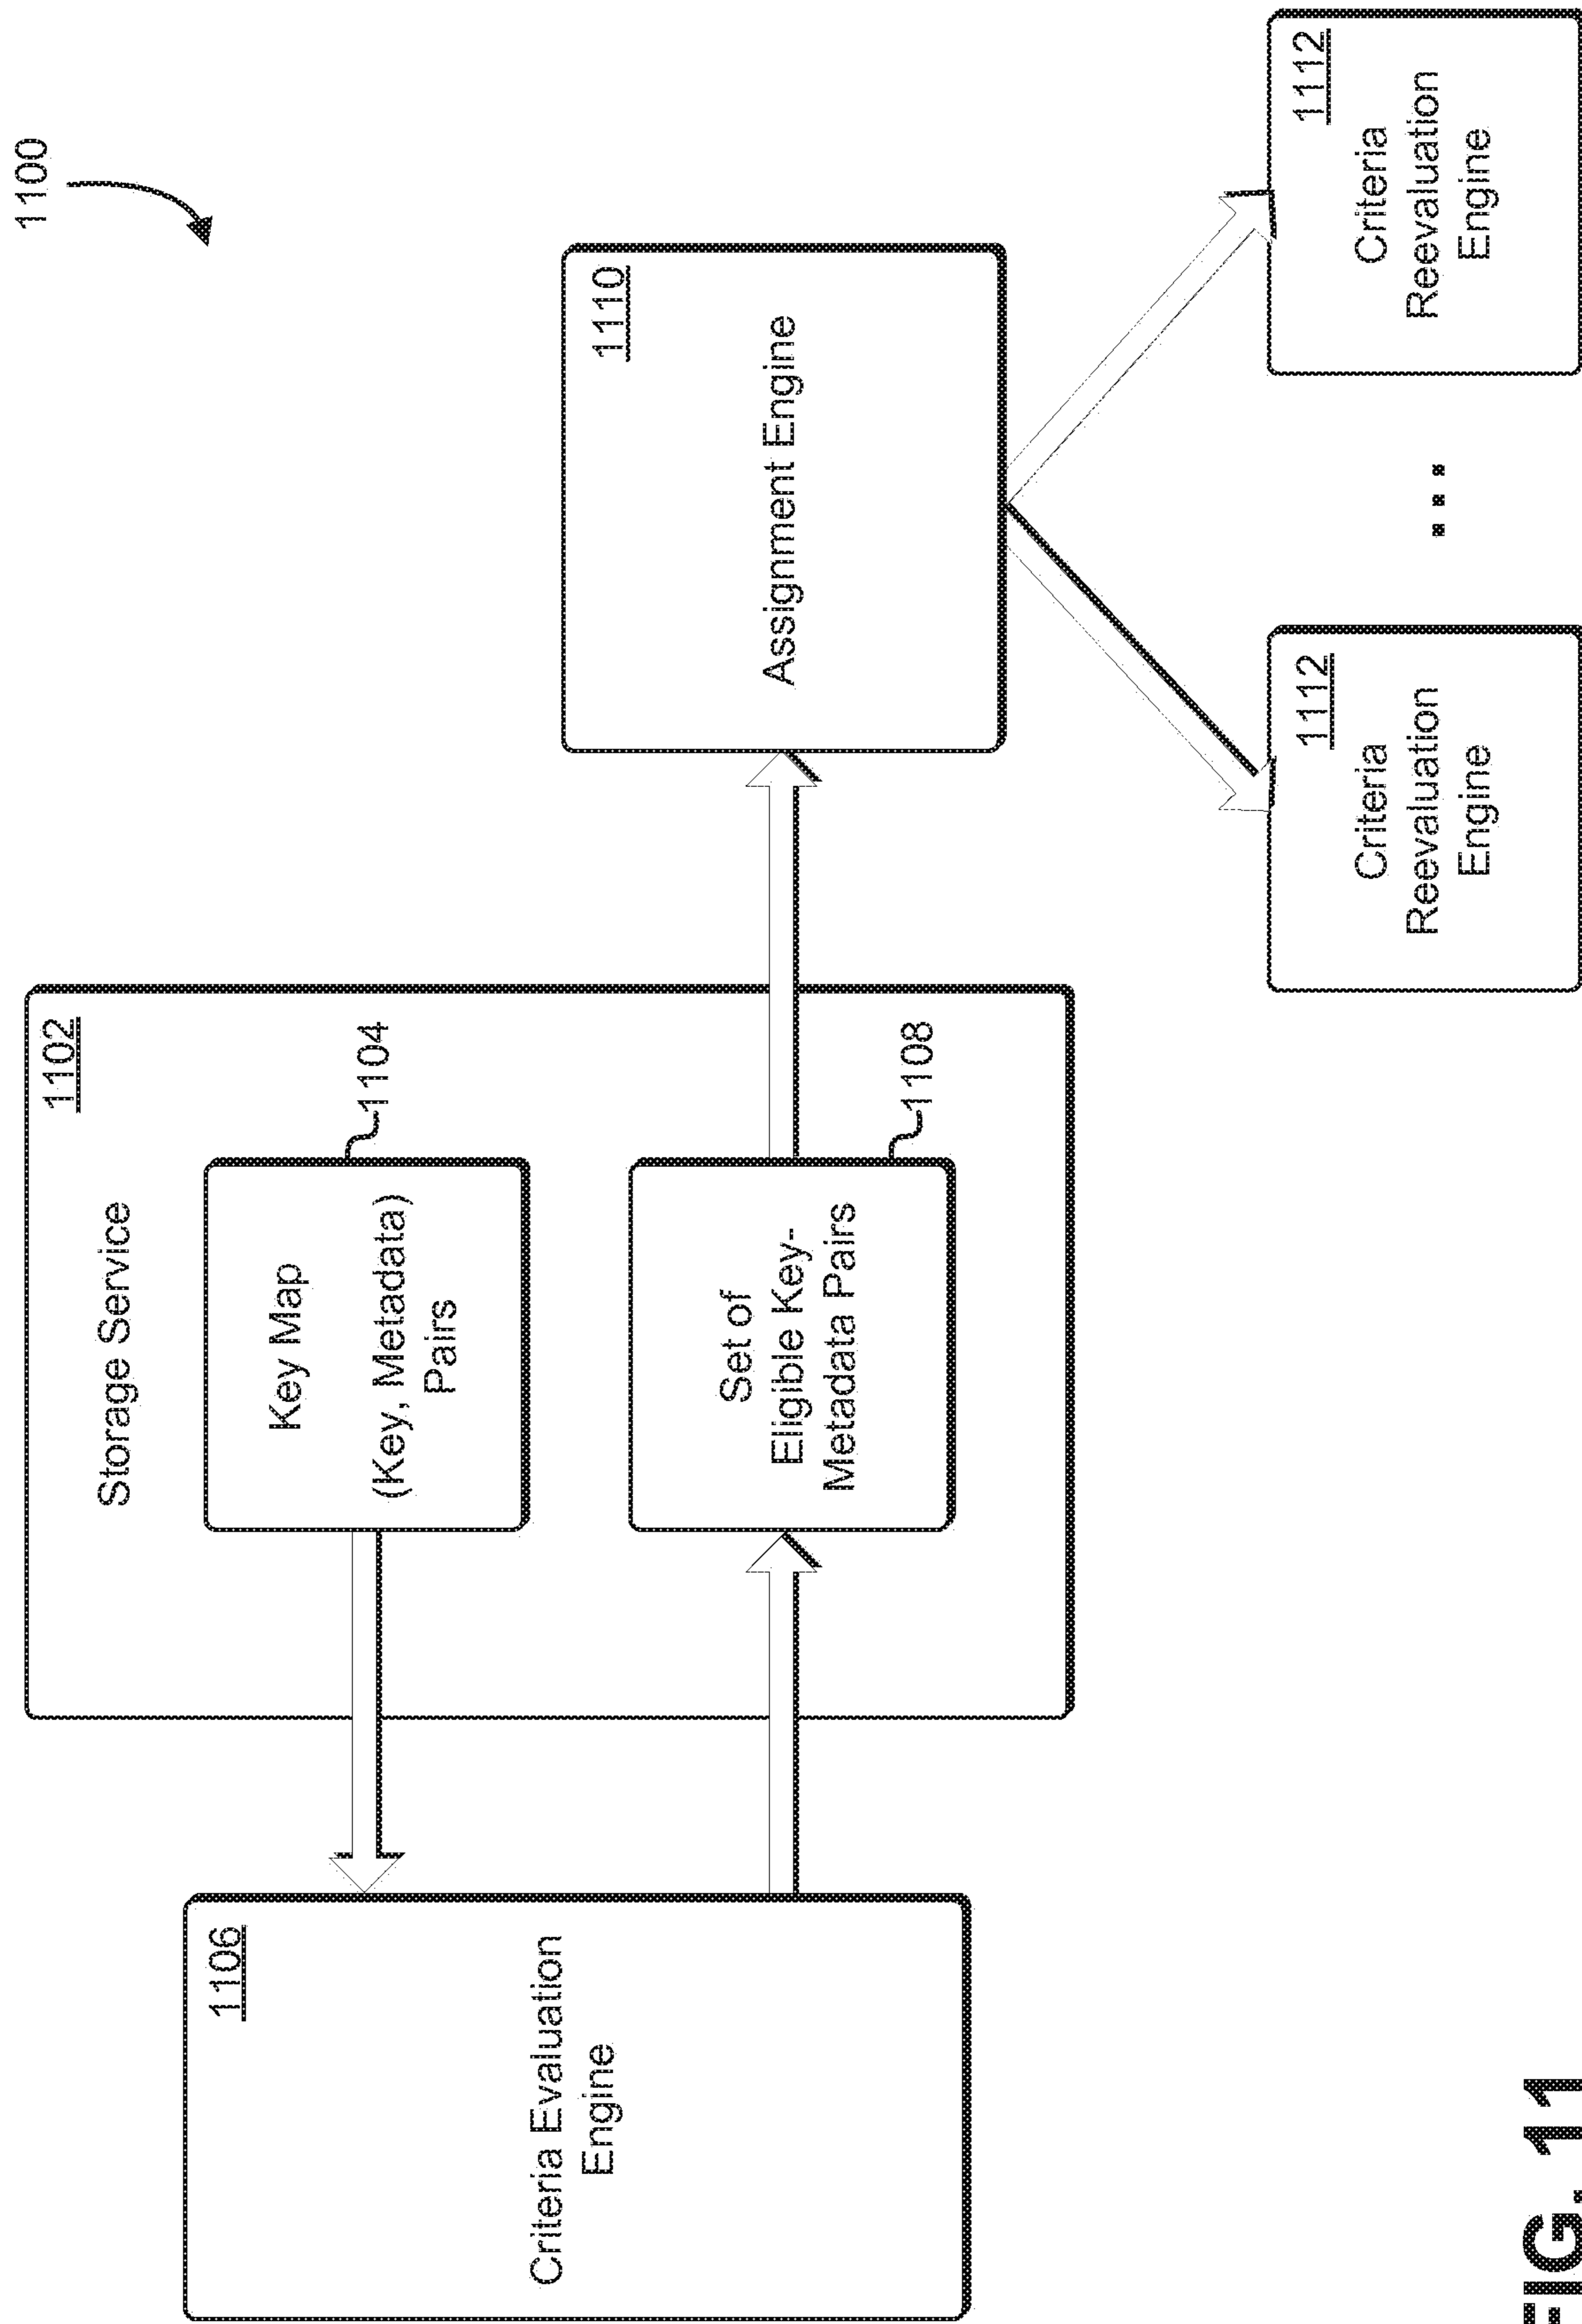 1100
1102
Storage Service
1104
Key Map
(Key, Metadata)
Pairs
1106
Criteria Evaluation
Engine
1108
Set of
Eligible Key-
Metadata Pairs
1110
Assignment Engine
1112
Criteria
Reevaluation
Engine
...
1112
Criteria
Reevaluation
Engine
FIG. 11